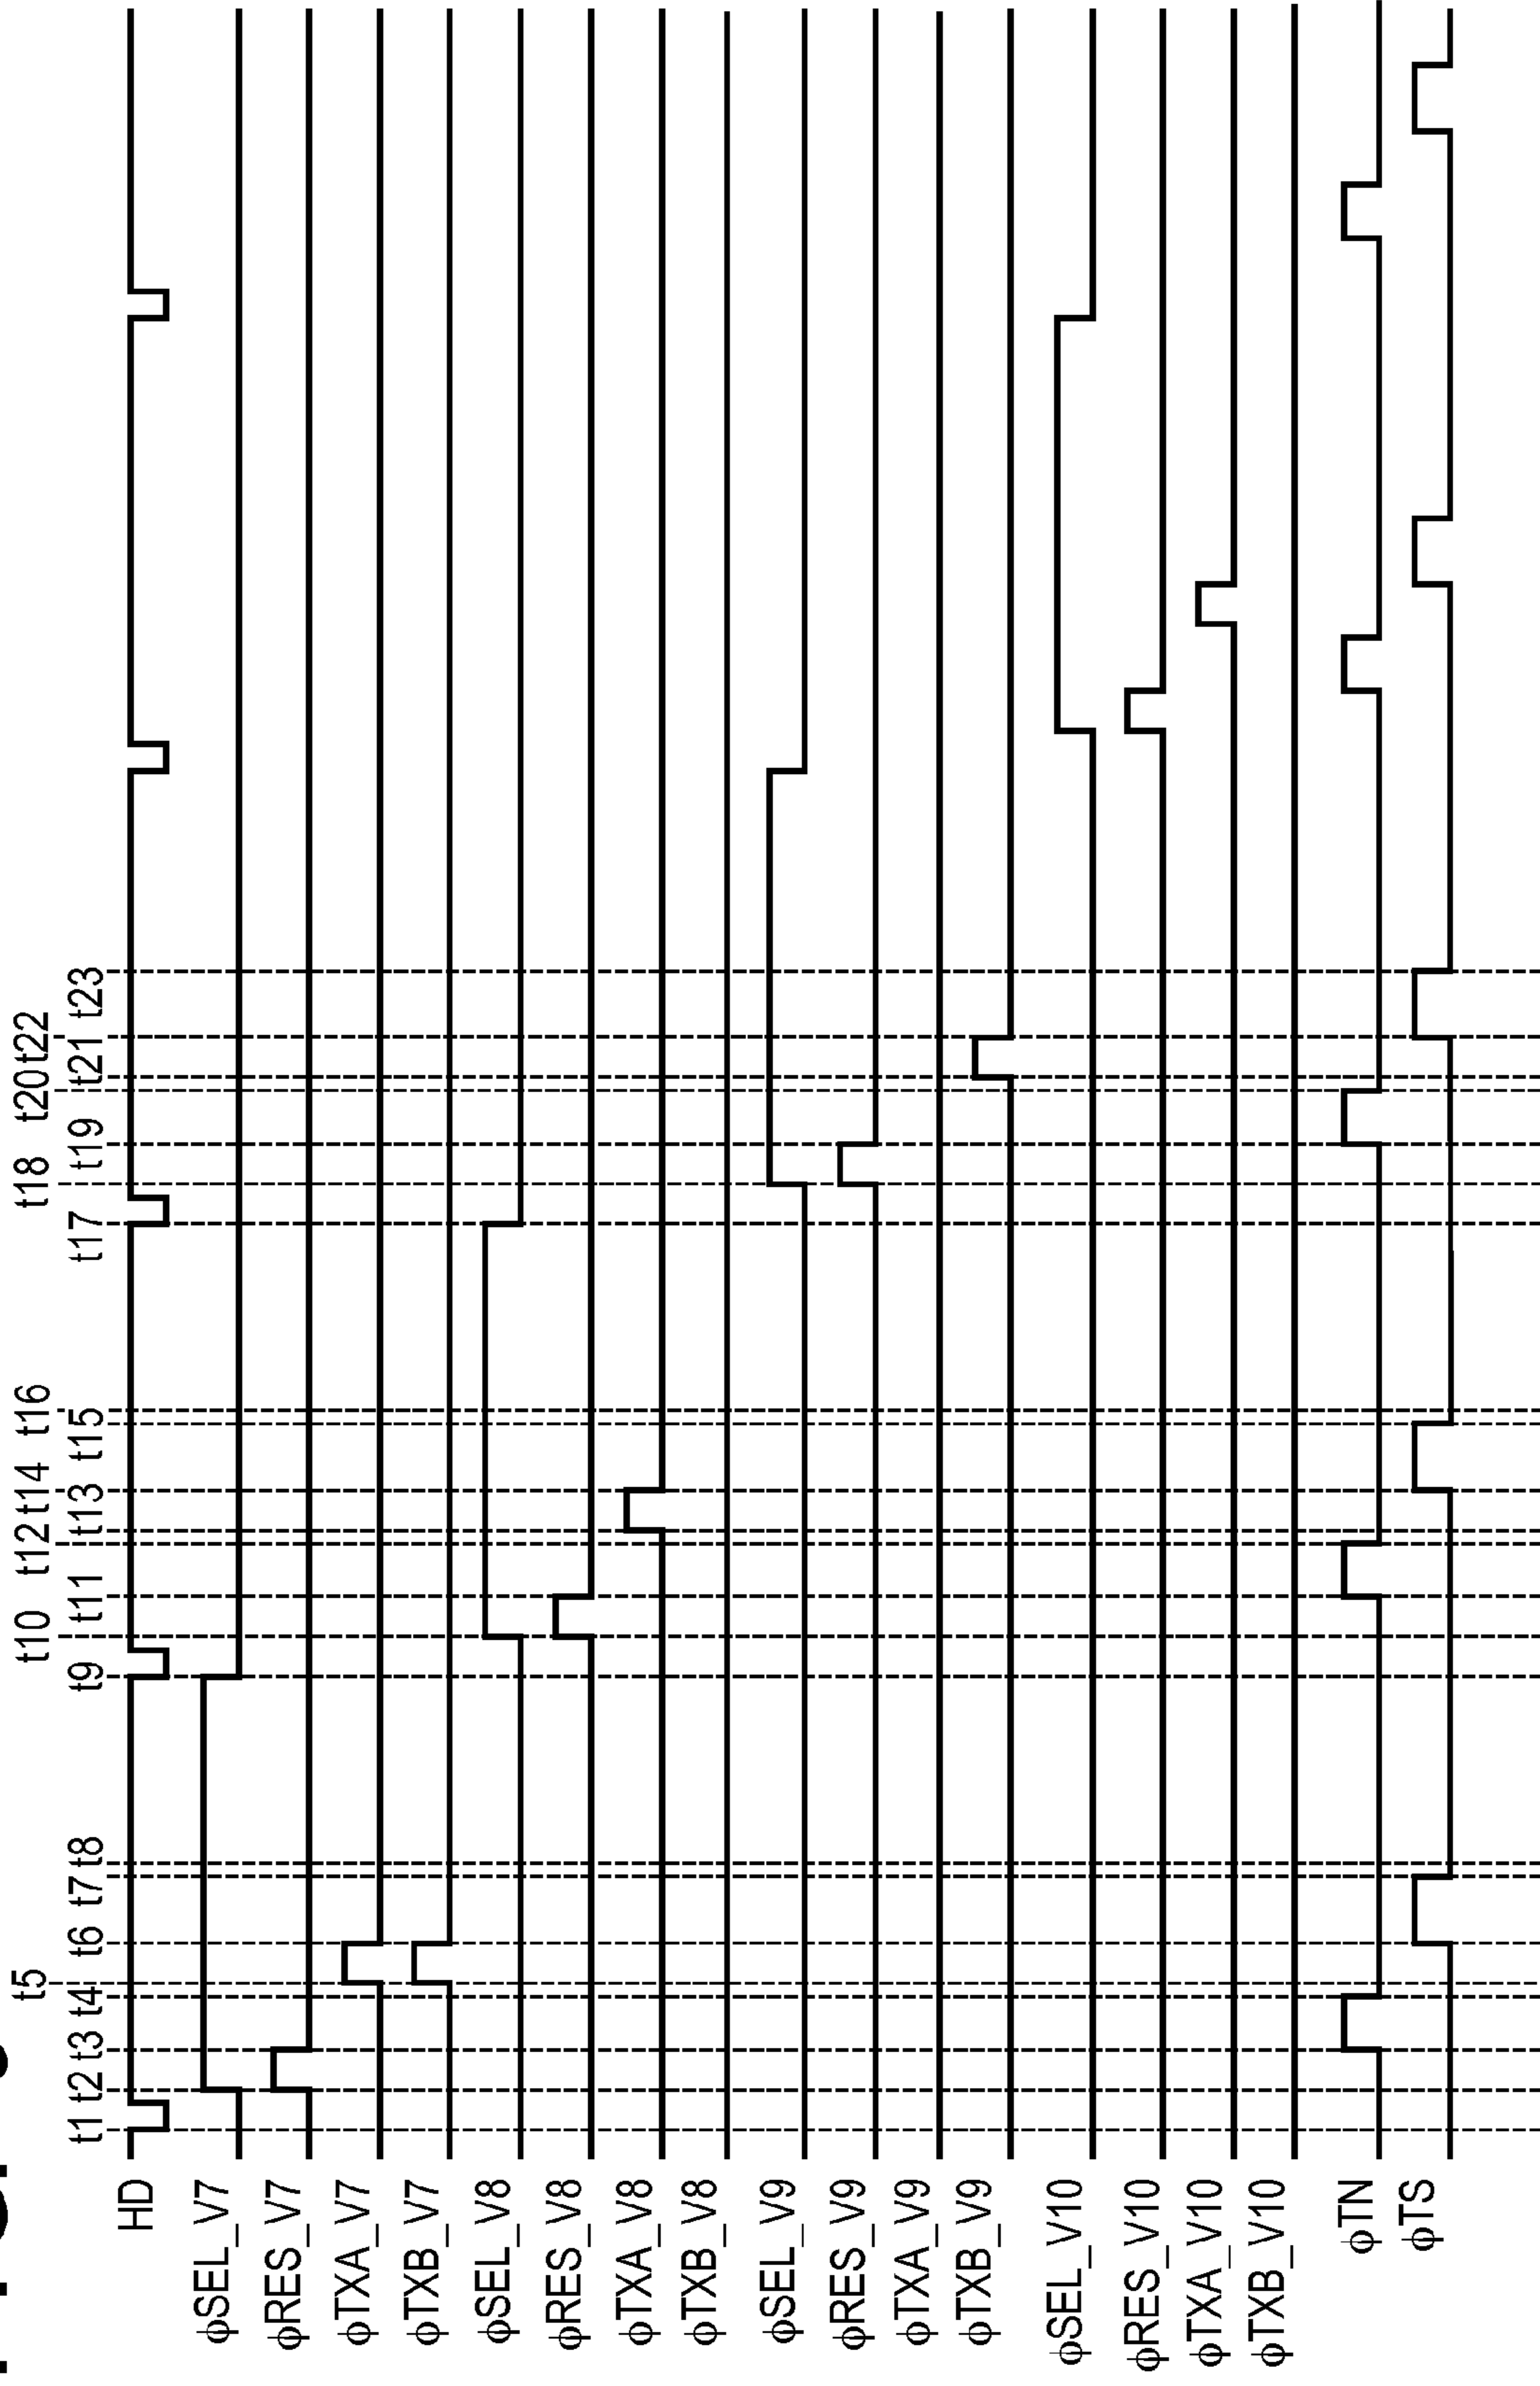 t5 t10 t12 t14 t16 t18 t20 t22
t1 t2 t3 t4 t6 t7 t8 t9 t11 t13 t15 t17 t19 t21 t23
HD
φSEL_V7
φRES_V7
φTXA_V7
φTXB_V7
φSEL_V8
φRES_V8
φTXA_V8
φTXB_V8
φSEL_V9
φRES_V9
φTXA_V9
φTXB_V9
φSEL_V10
φRES_V10
φTXA_V10
φTXB_V10
φTN
φTS